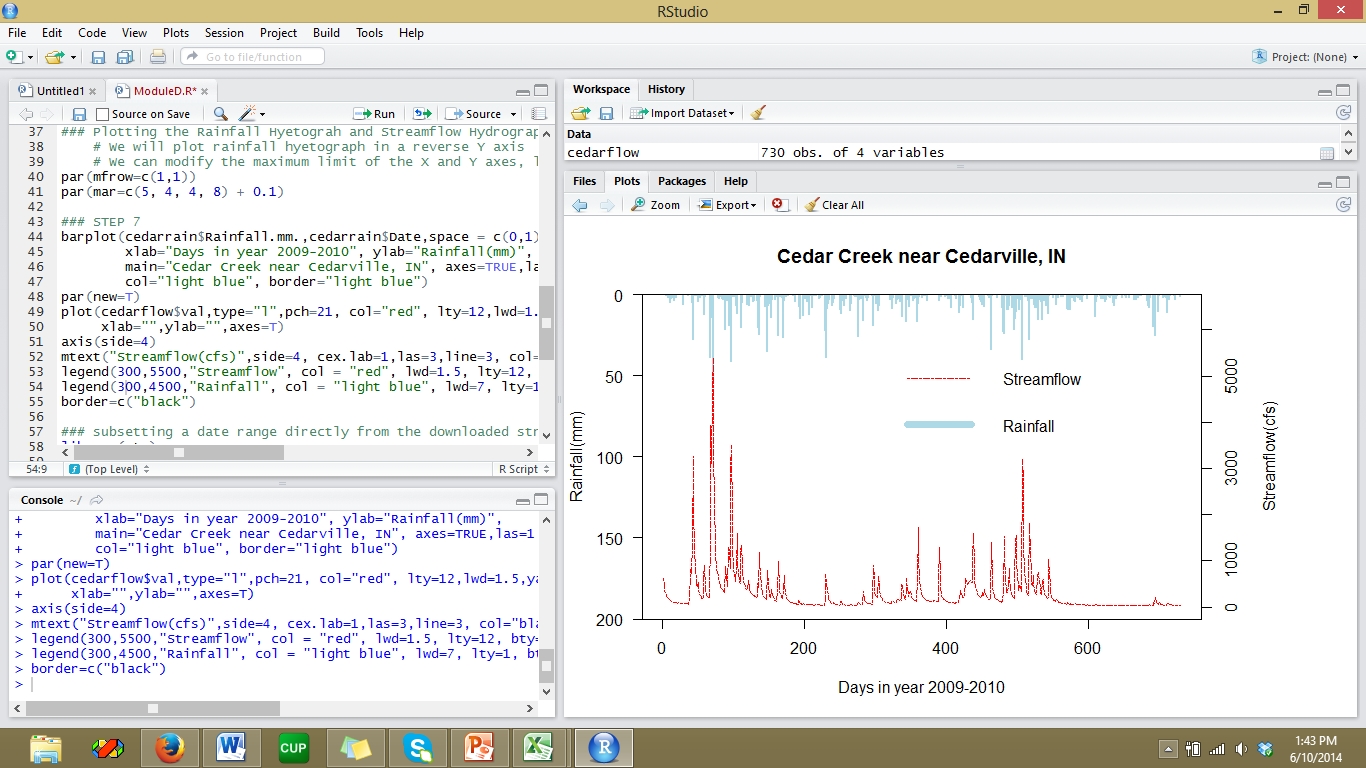 RStudio
File Edit Code View Plots Session Project Build Tools Help
Go to file/function
Project: (None)
Untitled1
ModuleD.R*
Source on Save
Run
Source
37 ### Plotting the Rainfall Hyetograh and Streamflow Hydrograp
38 # We will plot rainfall hyetograph in a reverse Y axis
39 # We can modify the maximum limit of the X and Y axes, l
40 par(mfrow=c(1,1))
41 par(mar=c(5, 4, 4, 8) + 0.1)
42
43 ### STEP 7
44 barplot(cedarrain$Rainfall.mm.,cedarrain$Date,space = c(0,1)
45 xlab="Days in year 2009-2010", ylab="Rainfall(mm)",
46 main="Cedar Creek near Cedarville, IN", axes=TRUE,la
47 col="light blue", border="light blue")
48 par(new=T)
49 plot(cedarflow$val,type="l",pch=21, col="red", lty=12,lwd=1.
50 xlab="",ylab="",axes=T)
51 axis(side=4)
52 mtext("Streamflow(cfs)",side=4, cex.lab=1,las=3,line=3, col=
53 legend(300,5500,"Streamflow", col = "red", lwd=1.5, lty=12,
54 legend(300,4500,"Rainfall", col = "light blue", lwd=7, lty=1
55 border=c("black")
56
57 ### subsetting a date range directly from the downloaded str
58
54:9 (Top Level) R Script
Console ~/
+ xlab="Days in year 2009-2010", ylab="Rainfall(mm)",
+ main="Cedar Creek near Cedarville, IN", axes=TRUE,las=1
+ col="light blue", border="light blue")
> par(new=T)
> plot(cedarflow$val,type="l",pch=21, col="red", lty=12,lwd=1.5,ya
+ xlab="",ylab="",axes=T)
> axis(side=4)
> mtext("Streamflow(cfs)",side=4, cex.lab=1,las=3,line=3, col="bla
> legend(300,5500,"Streamflow", col = "red", lwd=1.5, lty=12, bty=
> legend(300,4500,"Rainfall", col = "light blue", lwd=7, lty=1, bt
> border=c("black")
>
Workspace History
Import Dataset
Data
cedarflow 730 obs. of 4 variables
Files Plots Packages Help
Zoom Export Clear All
Cedar Creek near Cedarville, IN
0
50
100
150
200
Rainfall(mm)
Streamflow
Rainfall
5000
3000
1000
0
Streamflow(cfs)
0 200 400 600
Days in year 2009-2010
CUP
1:43 PM
6/10/2014